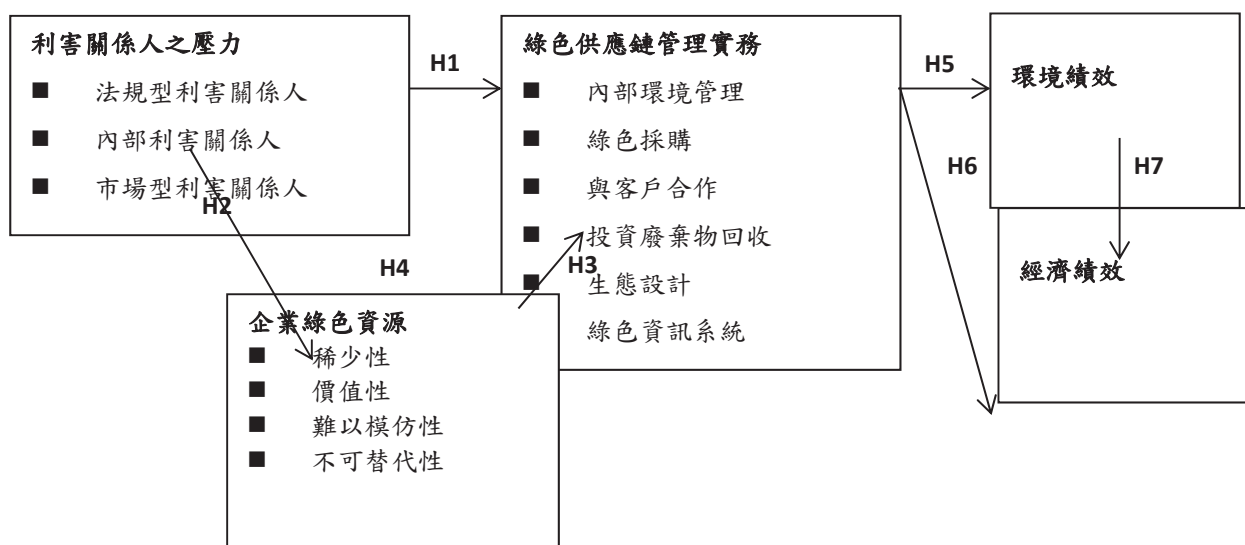 利害關係人之壓力
■ 法規型利害關係人
■ 內部利害關係人
■ 市場型利害關係人
H1
H2
H4
企業綠色資源
■ 稀少性
■ 價值性
■ 難以模仿性
■ 不可替代性
綠色供應鏈管理實務
■ 內部環境管理
■ 綠色採購
■ 與客戶合作
■ 投資廢棄物回收
H3
■ 生態設計
綠色資訊系統
H5
H6
環境績效
H7
經濟績效